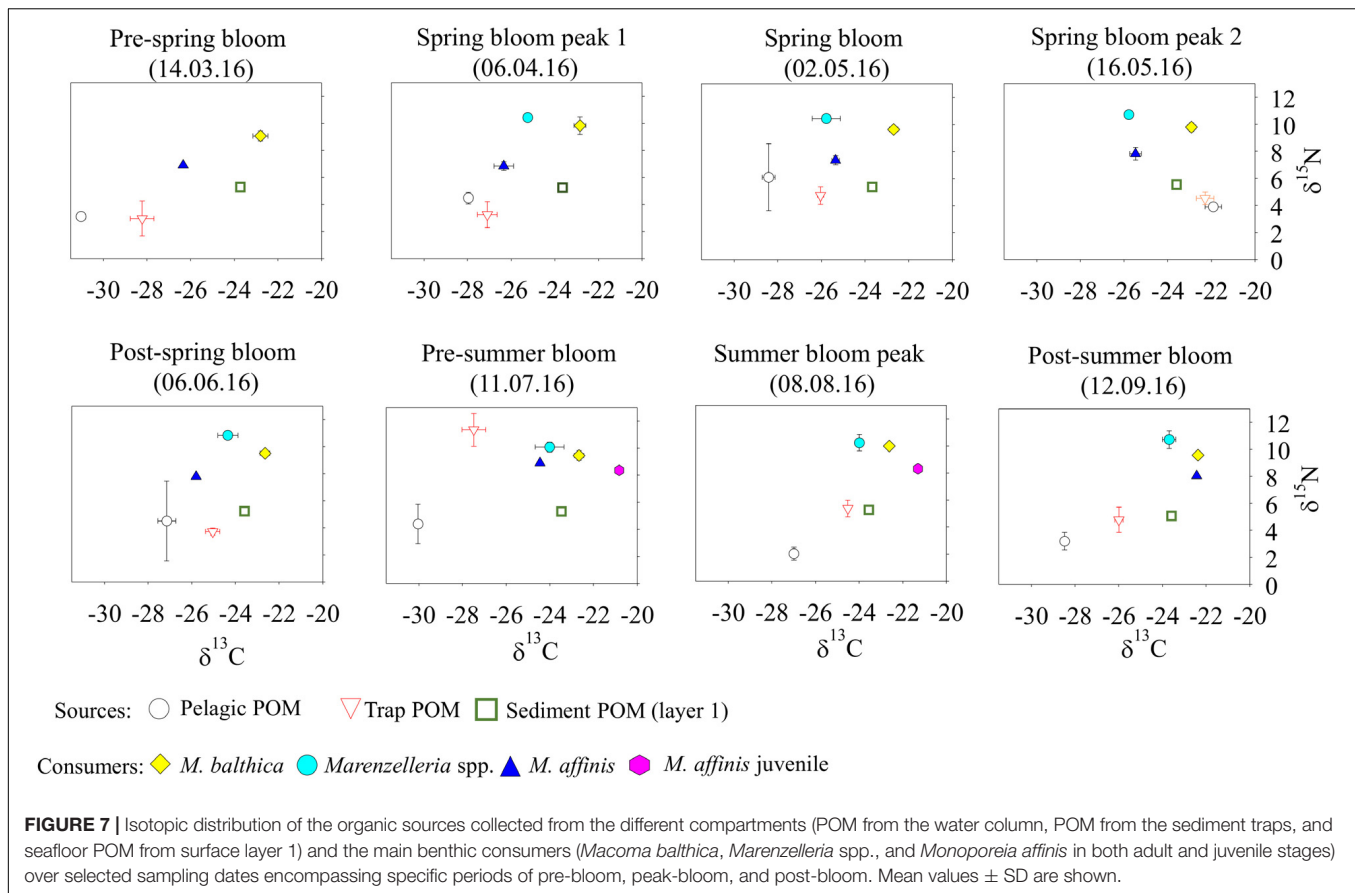 Pre-spring bloom
(14.03.16)
Spring bloom peak 1
(06.04.16)
Spring bloom
(02.05.16)
Spring bloom peak 2
(16.05.16)
12
10
8
6
4
2
0
δ15N
-30 -28 -26 -24 -22 -20
-30 -28 -26 -24 -22 -20
-30 -28 -26 -24 -22 -20
-30 -28 -26 -24 -22 -20
Post-spring bloom
(06.06.16)
Pre-summer bloom
(11.07.16)
Summer bloom peak
(08.08.16)
Post-summer bloom
(12.09.16)
12
10
8
6
4
2
0
δ15N
-30 -28 -26 -24 -22 -20
-30 -28 -26 -24 -22 -20
-30 -28 -26 -24 -22 -20
-30 -28 -26 -24 -22 -20
δ13C
δ13C
δ13C
δ13C
Sources: Pelagic POM Trap POM Sediment POM (layer 1)
Consumers: M. balthica Marenzelleria spp. M. affinis M. affinis juvenile
FIGURE 7 | Isotopic distribution of the organic sources collected from the different compartments (POM from the water column, POM from the sediment traps, and
seafloor POM from surface layer 1) and the main benthic consumers (Macoma balthica, Marenzelleria spp., and Monoporeia affinis in both adult and juvenile stages)
over selected sampling dates encompassing specific periods of pre-bloom, peak-bloom, and post-bloom. Mean values ± SD are shown.